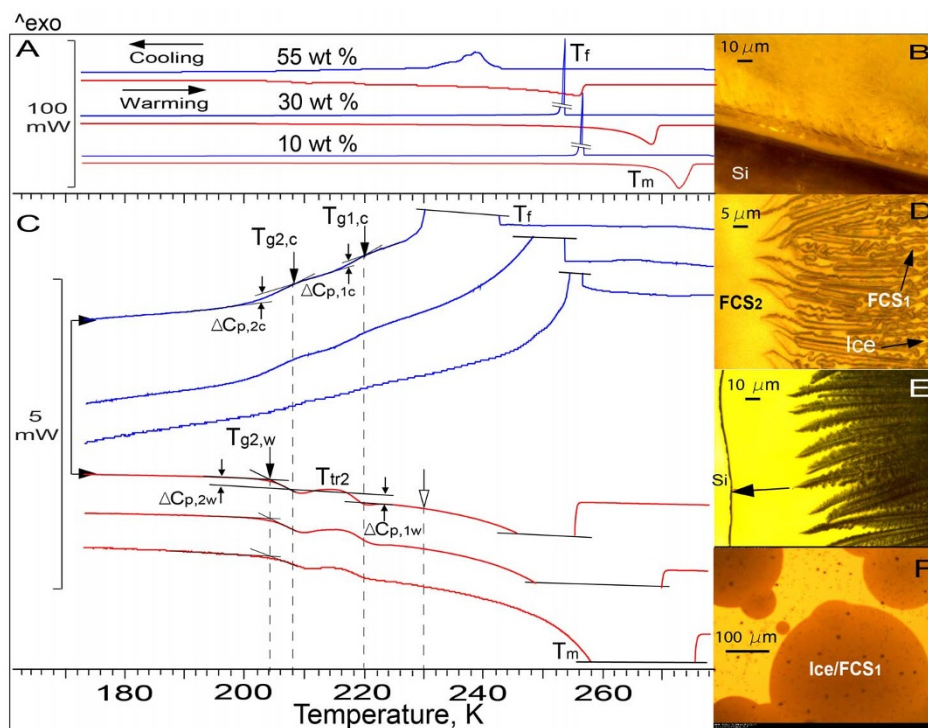 ^exo
A
Cooling
55 wt %
Tf
Warming
100 mW
30 wt %
10 wt %
Tm
10 μm
B
Si
C
Tg2,c
Tg1,c
Tf
ΔCp,2c
ΔCp,1c
5 μm
D
FCS2
FCS1
Ice
5 mW
Tg2,w
Ttr2
ΔCp,2w
ΔCp,1w
Tm
10 μm
E
Si
F
100 μm
Ice/FCS1
180 200 220 240 260
Temperature, K